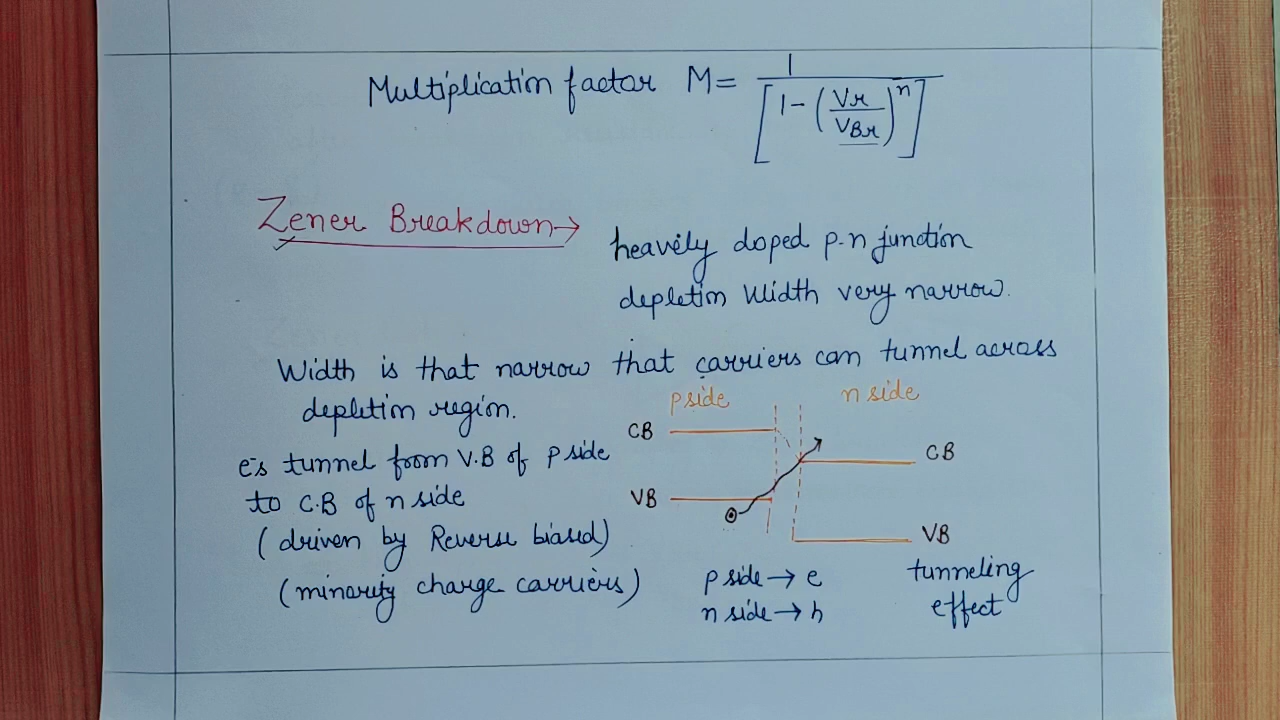 Multiplication factor M = 1 / [1 - (Vr / VBr)^n]
Zener Breakdown →
heavily doped p-n junction
depletion width very narrow.
Width is that narrow that carriers can tunnel across
depletion region.
p side n side
CB CB
e's tunnel from V.B of p side
to C.B of n side
VB VB
(driven by Reverse biased)
(minority charge carriers)
p side → e
n side → h
tunneling
effect